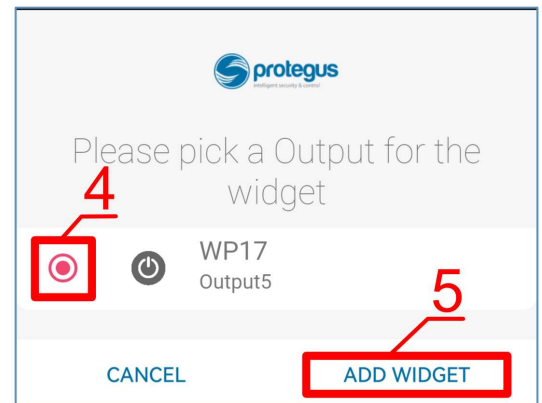 protegus
intelligent security & control
Please pick a Output for the
widget
4
WP17
Output5
5
CANCEL
ADD WIDGET